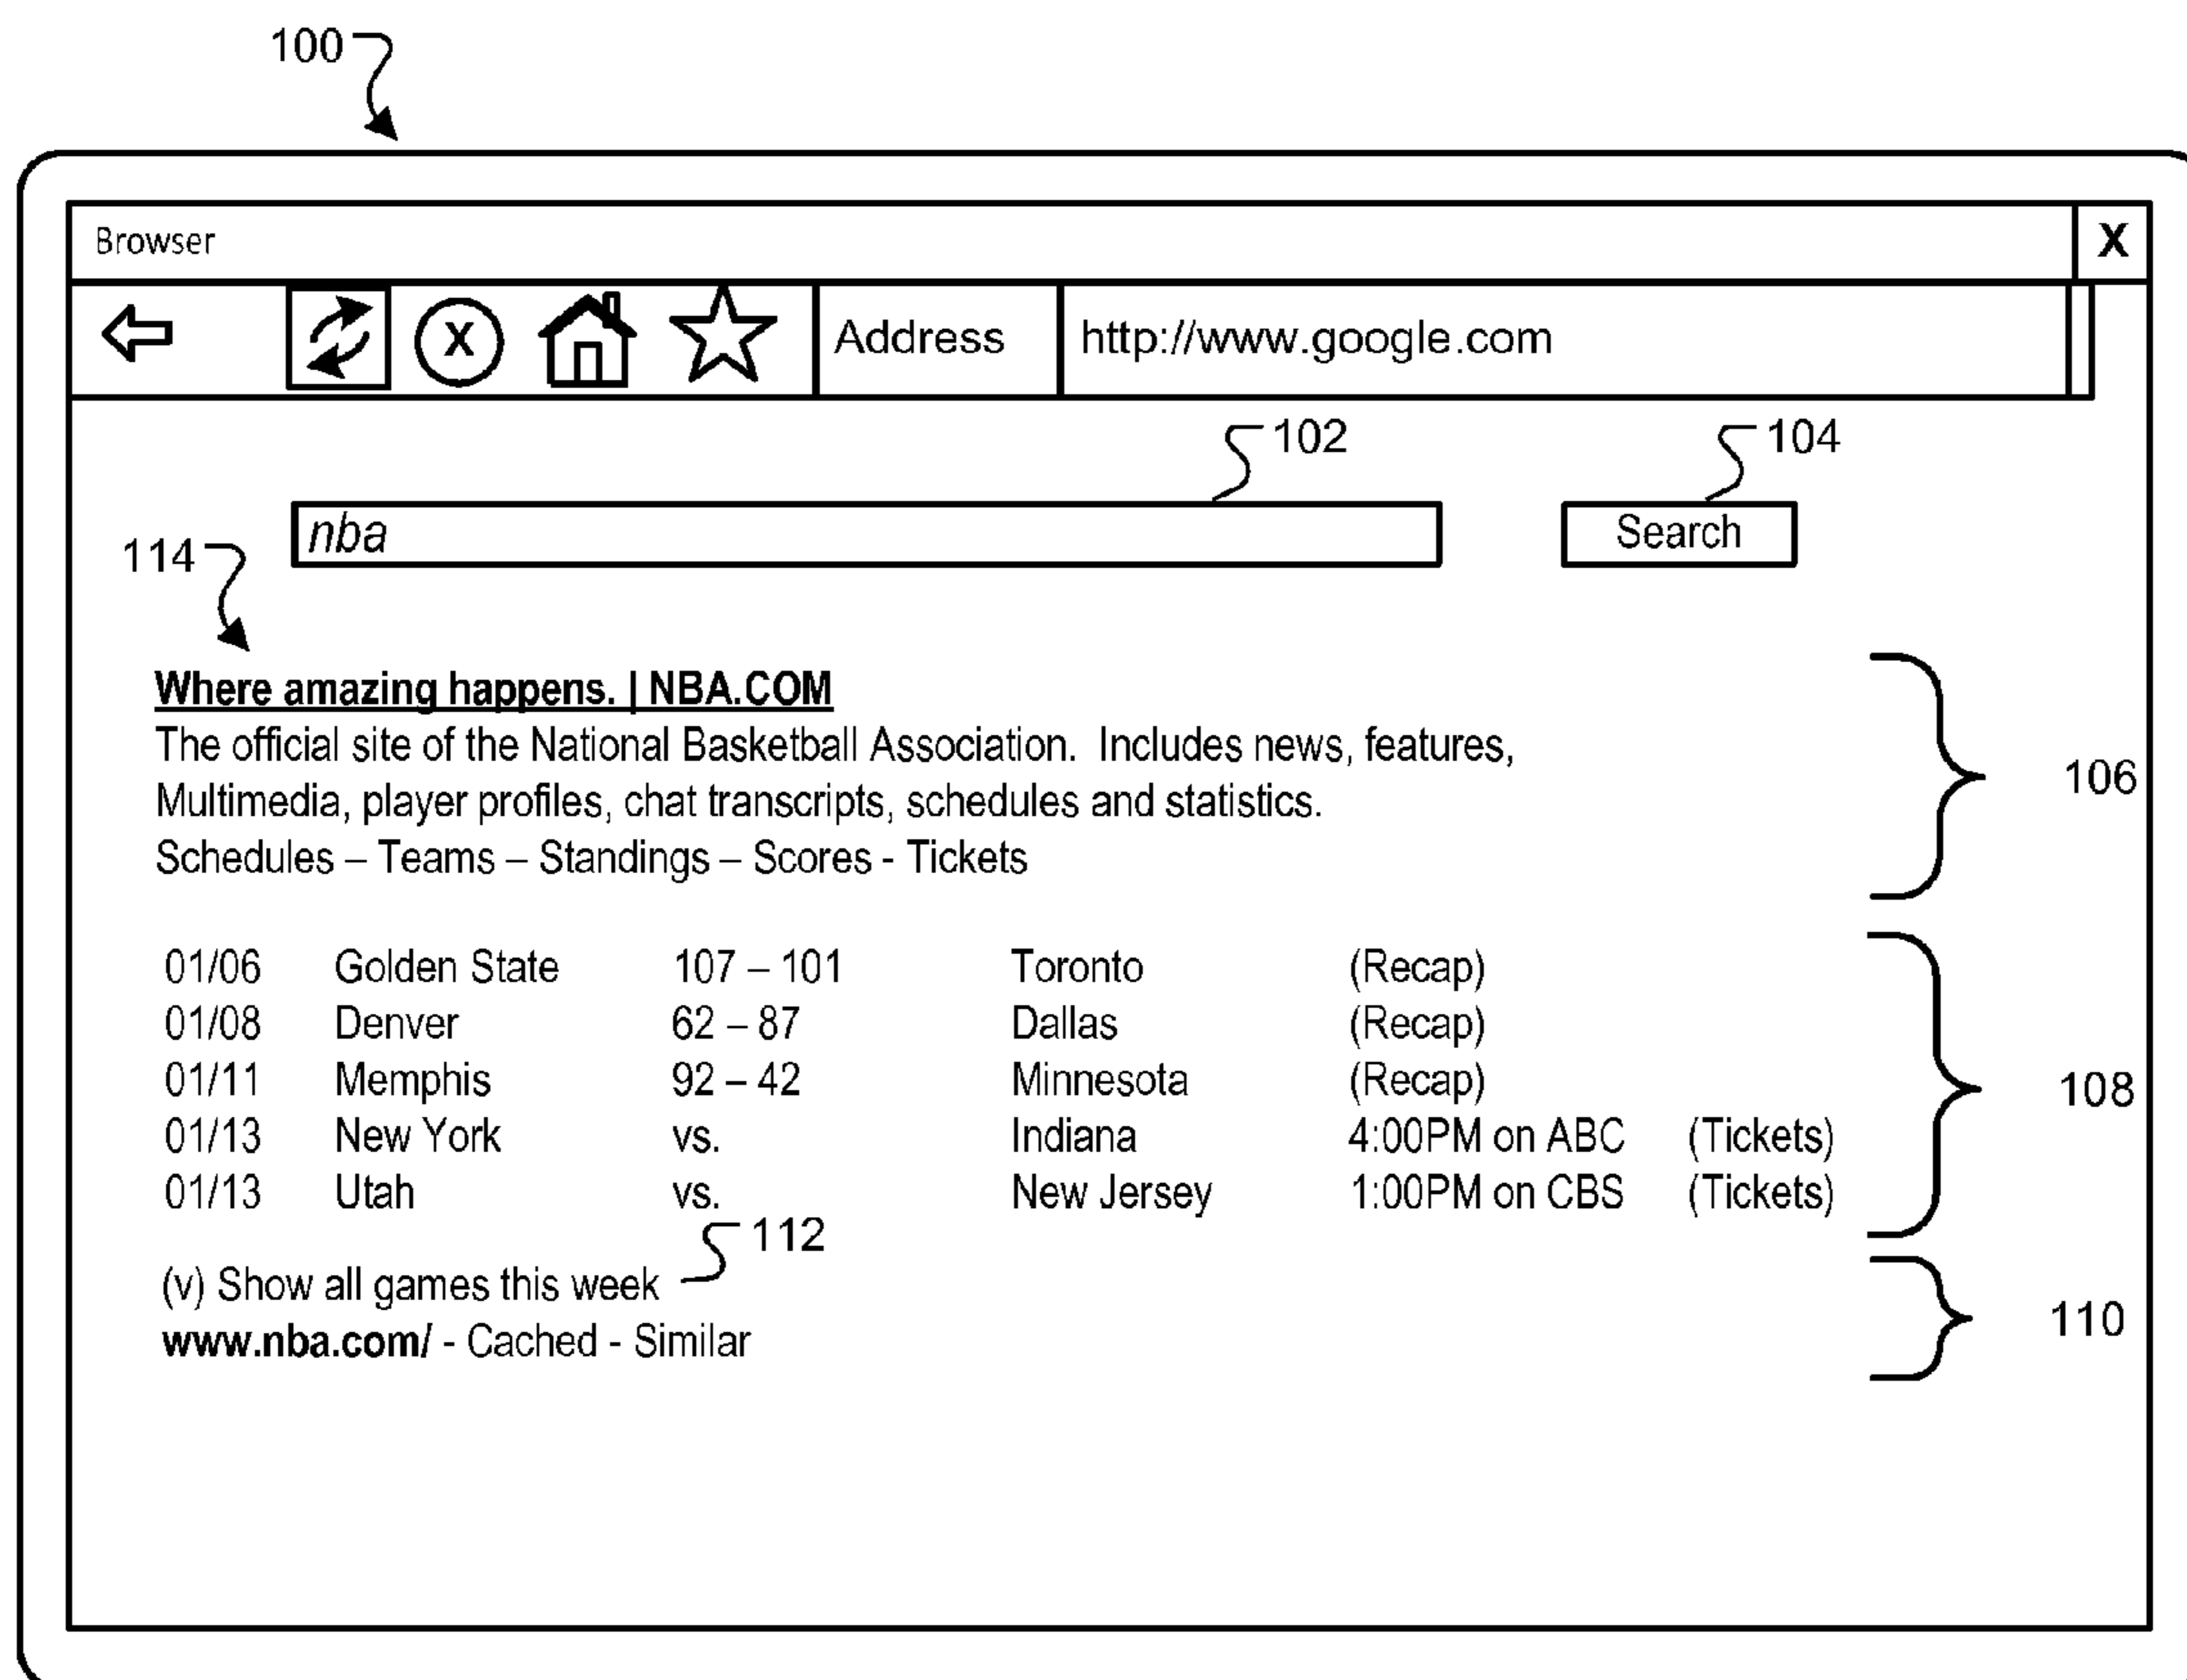 100
Browser X
X Address http://www.google.com
102 104
nba Search
114
Where amazing happens. | NBA.COM
The official site of the National Basketball Association. Includes news, features,
106
Multimedia, player profiles, chat transcripts, schedules and statistics.
Schedules – Teams – Standings – Scores - Tickets
01/06 Golden State 107 – 101 Toronto (Recap)
01/08 Denver 62 – 87 Dallas (Recap)
01/11 Memphis 92 – 42 Minnesota (Recap)
108
01/13 New York vs. Indiana 4:00PM on ABC (Tickets)
01/13 Utah vs. New Jersey 1:00PM on CBS (Tickets)
112
(v) Show all games this week
110
www.nba.com/ - Cached - Similar